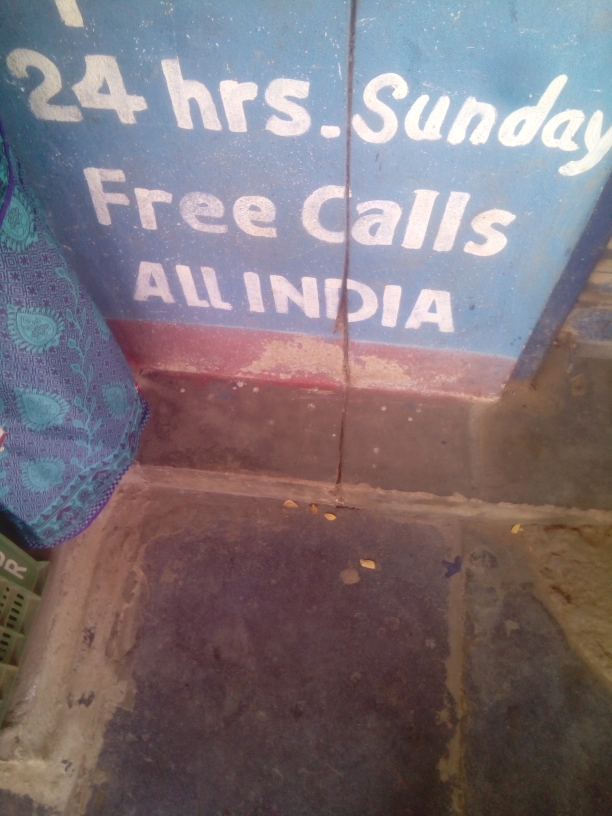 24 hrs. Sunday
Free Calls
ALL INDIA